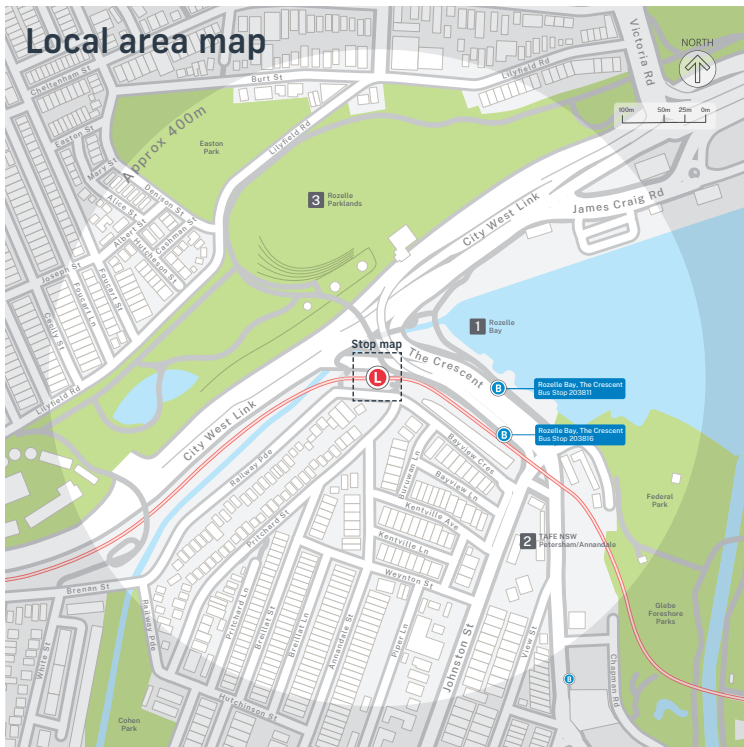 Local area map
NORTH
100m 50m 25m 0m
Victoria Rd
Lilyfield Rd
Burt St
Cheltenham St
Easton St
Mary St
Approx 400m
Easton
Park
Lilyfield Rd
Denison St
Alice St
Albert St
Cashman St
Hutcheson St
3
Rozelle
Parklands
City West Link
James Craig Rd
Joseph St
Foucart St
Foucart Ln
Cecily St
1
Rozelle
Bay
Stop map
L
The Crescent
B
Rozelle Bay, The Crescent
Bus Stop 203811
B
Rozelle Bay, The Crescent
Bus Stop 203816
Lilyfield Rd
City West Link
Railway Pde
Buruwan Ln
Bayview Cres
Bayview Ln
Federal
Park
Pritchard St
Kentville Ave
Kentville Ln
2
TAFE NSW
Petersham/Annandale
Weynton St
Brenan St
Railway Pde
White St
Pritchard Ln
Breillat St
Breillat Ln
Annandale St
Piper Ln
Johnston St
View St
Glebe
Foreshore
Parks
Chapman Rd
B
Hutchinson St
Cohen
Park